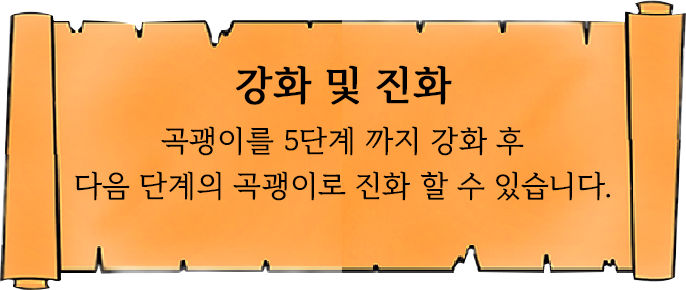 강화 및 진화
곡괭이를 5단계 까지 강화 후
다음 단계의 곡괭이로 진화 할 수 있습니다.